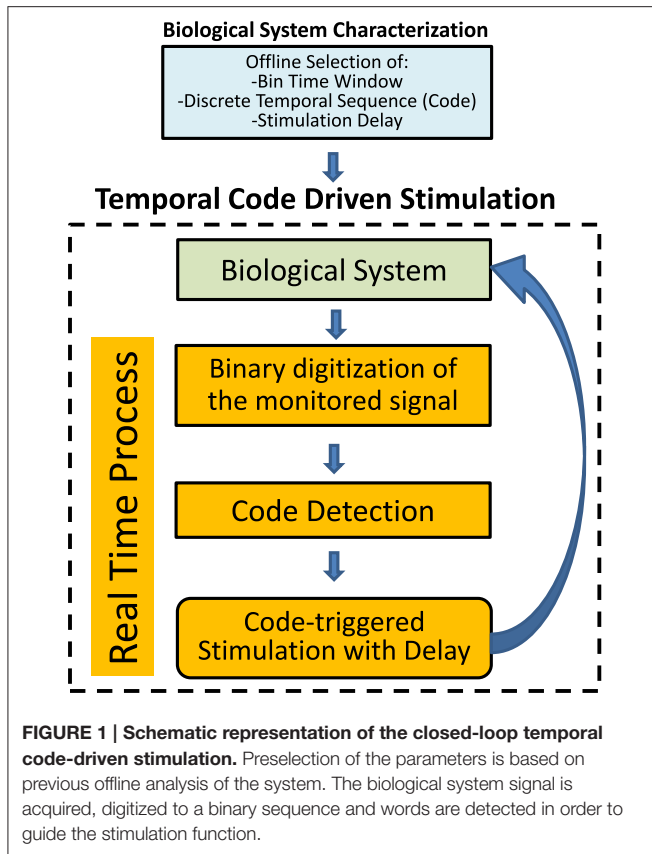 Biological System Characterization
Offline Selection of:
-Bin Time Window
-Discrete Temporal Sequence (Code)
-Stimulation Delay
Temporal Code Driven Stimulation
Real Time Process
Biological System
Binary digitization of
the monitored signal
Code Detection
Code-triggered
Stimulation with Delay
FIGURE 1 | Schematic representation of the closed-loop temporal
code-driven stimulation. Preselection of the parameters is based on
previous offline analysis of the system. The biological system signal is
acquired, digitized to a binary sequence and words are detected in order to
guide the stimulation function.